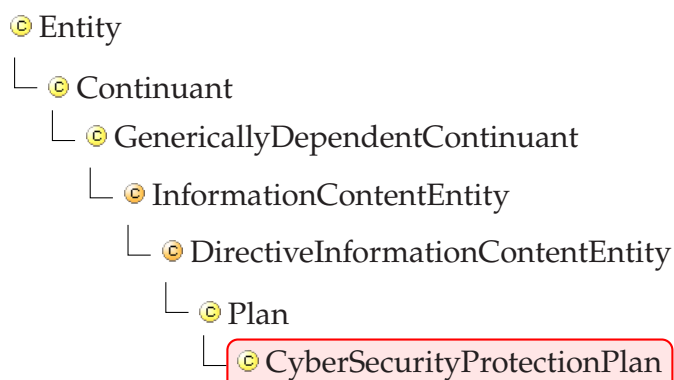 Entity
Continuant
GenericallyDependentContinuant
InformationContentEntity
DirectiveInformationContentEntity
Plan
CyberSecurityProtectionPlan